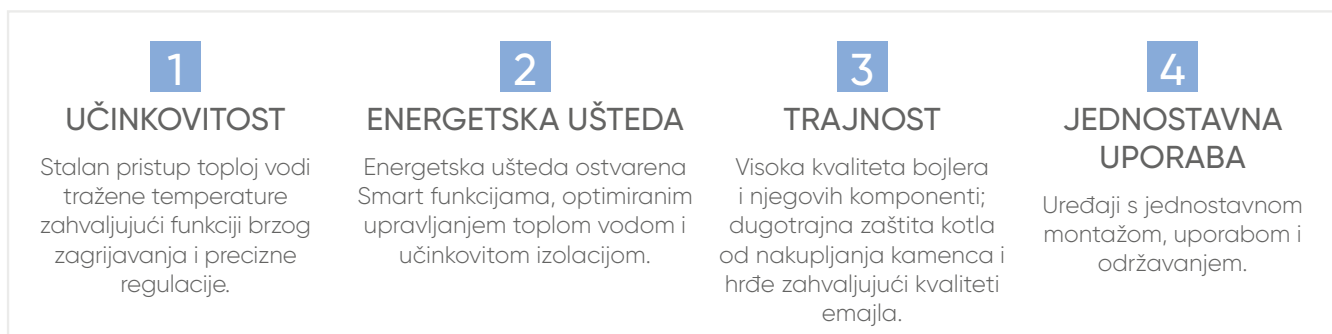 1
UČINKOVITOST
Stalan pristup toploj vodi
tražene temperature
zahvaljujući funkciji brzog
zagrijavanja i precizne
regulacije.
2
ENERGETSKA UŠTEDA
Energetska ušteda ostvarena
Smart funkcijama, optimiranim
upravljanjem toplom vodom i
učinkovitom izolacijom.
3
TRAJNOST
Visoka kvaliteta bojlera
i njegovih komponenti;
dugotrajna zaštita kotla
od nakupljanja kamenca i
hrđe zahvaljujući kvaliteti
emajla.
4
JEDNOSTAVNA
UPORABA
Uređaji s jednostavnom
montažom, uporabom i
održavanjem.